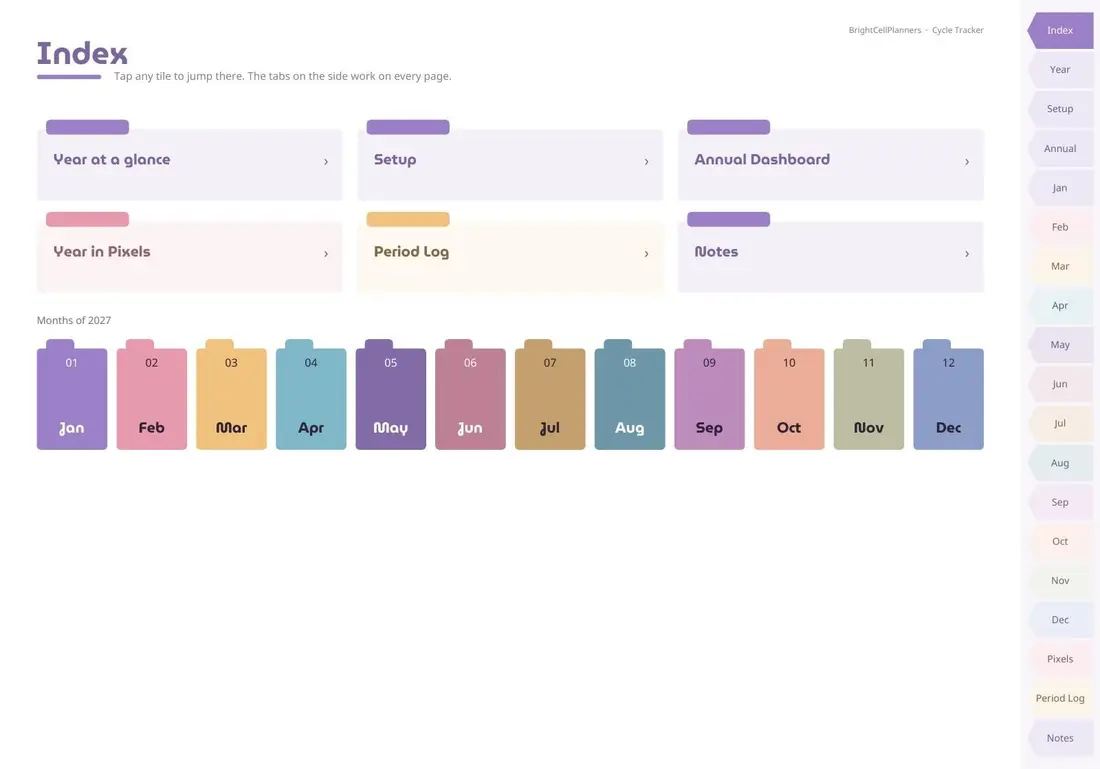 BrightCellPlanners · Cycle Tracker
Index
Tap any tile to jump there. The tabs on the side work on every page.
Year at a glance ›
Setup ›
Annual Dashboard ›
Year in Pixels ›
Period Log ›
Notes ›
Months of 2027
01 02 03 04 05 06 07 08 09 10 11 12
Jan Feb Mar Apr May Jun Jul Aug Sep Oct Nov Dec
Index
Year
Setup
Annual
Jan
Feb
Mar
Apr
May
Jun
Jul
Aug
Sep
Oct
Nov
Dec
Pixels
Period Log
Notes